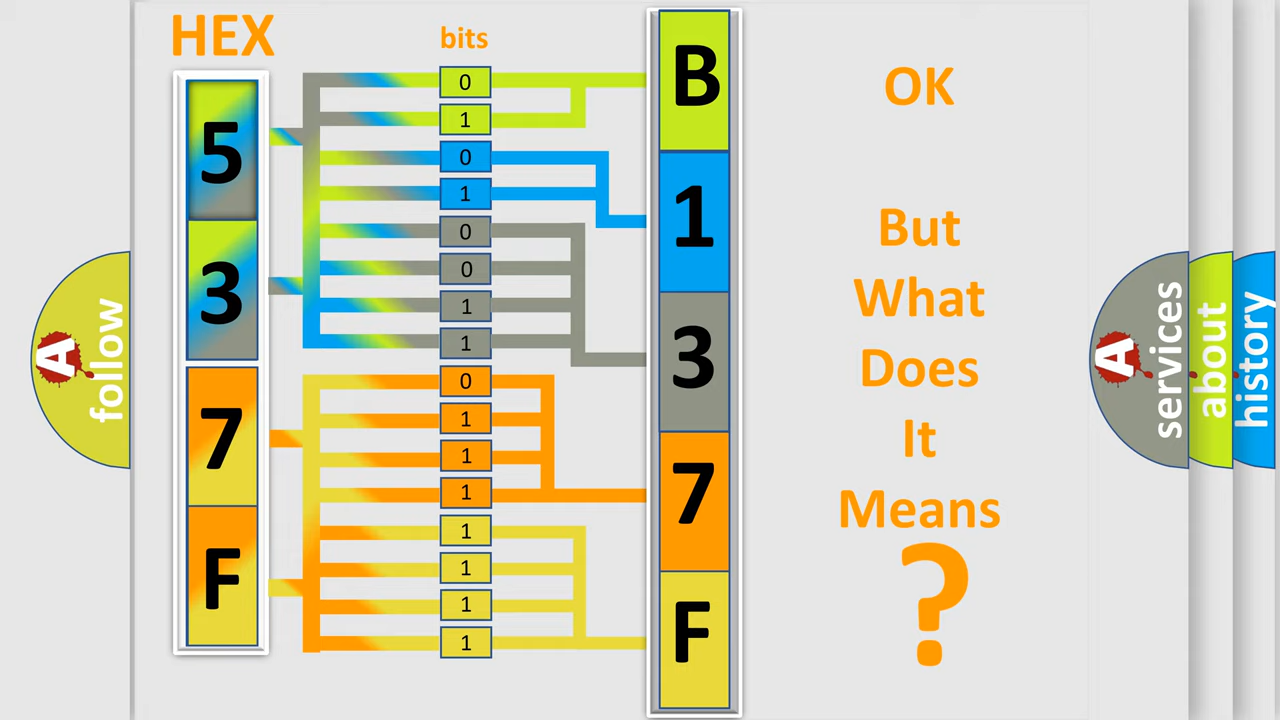 HEX
5
3
7
F
bits
0
1
0
1
0
0
1
1
0
1
1
1
1
1
1
1
B
1
3
7
F
OK
But
What
Does
It
Means
?
A
follow
A
services
about
history